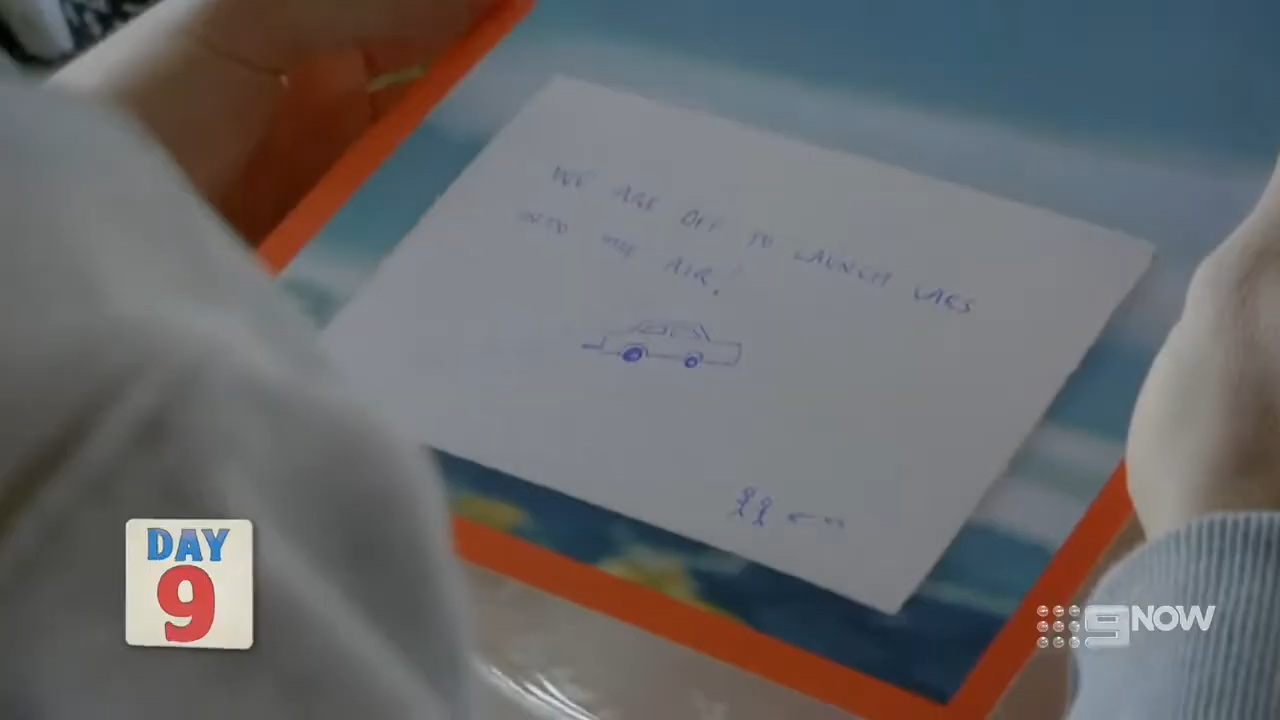 WE ARE OFF TO LAUNCH CARS
INTO THE AIR!
DAY
9
9NOW